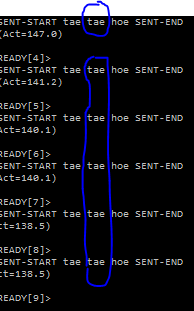 SENT-START tae tae hoe SENT-END
(Act=147.0)
READY[4]>
SENT-START tae tae hoe SENT-END
(Act=141.2)
READY[5]>
SENT-START tae tae hoe SENT-END
ct=140.1)
READY[6]>
SENT-START tae tae hoe SENT-END
Act=140.1)
READY[7]>
SENT-START tae tae hoe SENT-END
ct=138.5)
READY[8]>
SENT-START tae tae hoe SENT-END
ct=138.5)
READY[9]>